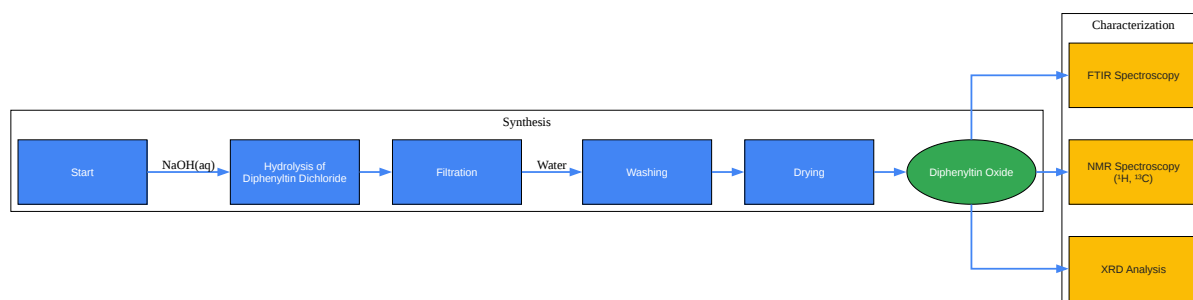 Characterization
FTIR Spectroscopy
Synthesis
Start
NaOH(aq)
Hydrolysis of
Diphenyltin Dichloride
Filtration
Water
Washing
Drying
Diphenyltin Oxide
NMR Spectroscopy
(¹H, ¹³C)
XRD Analysis